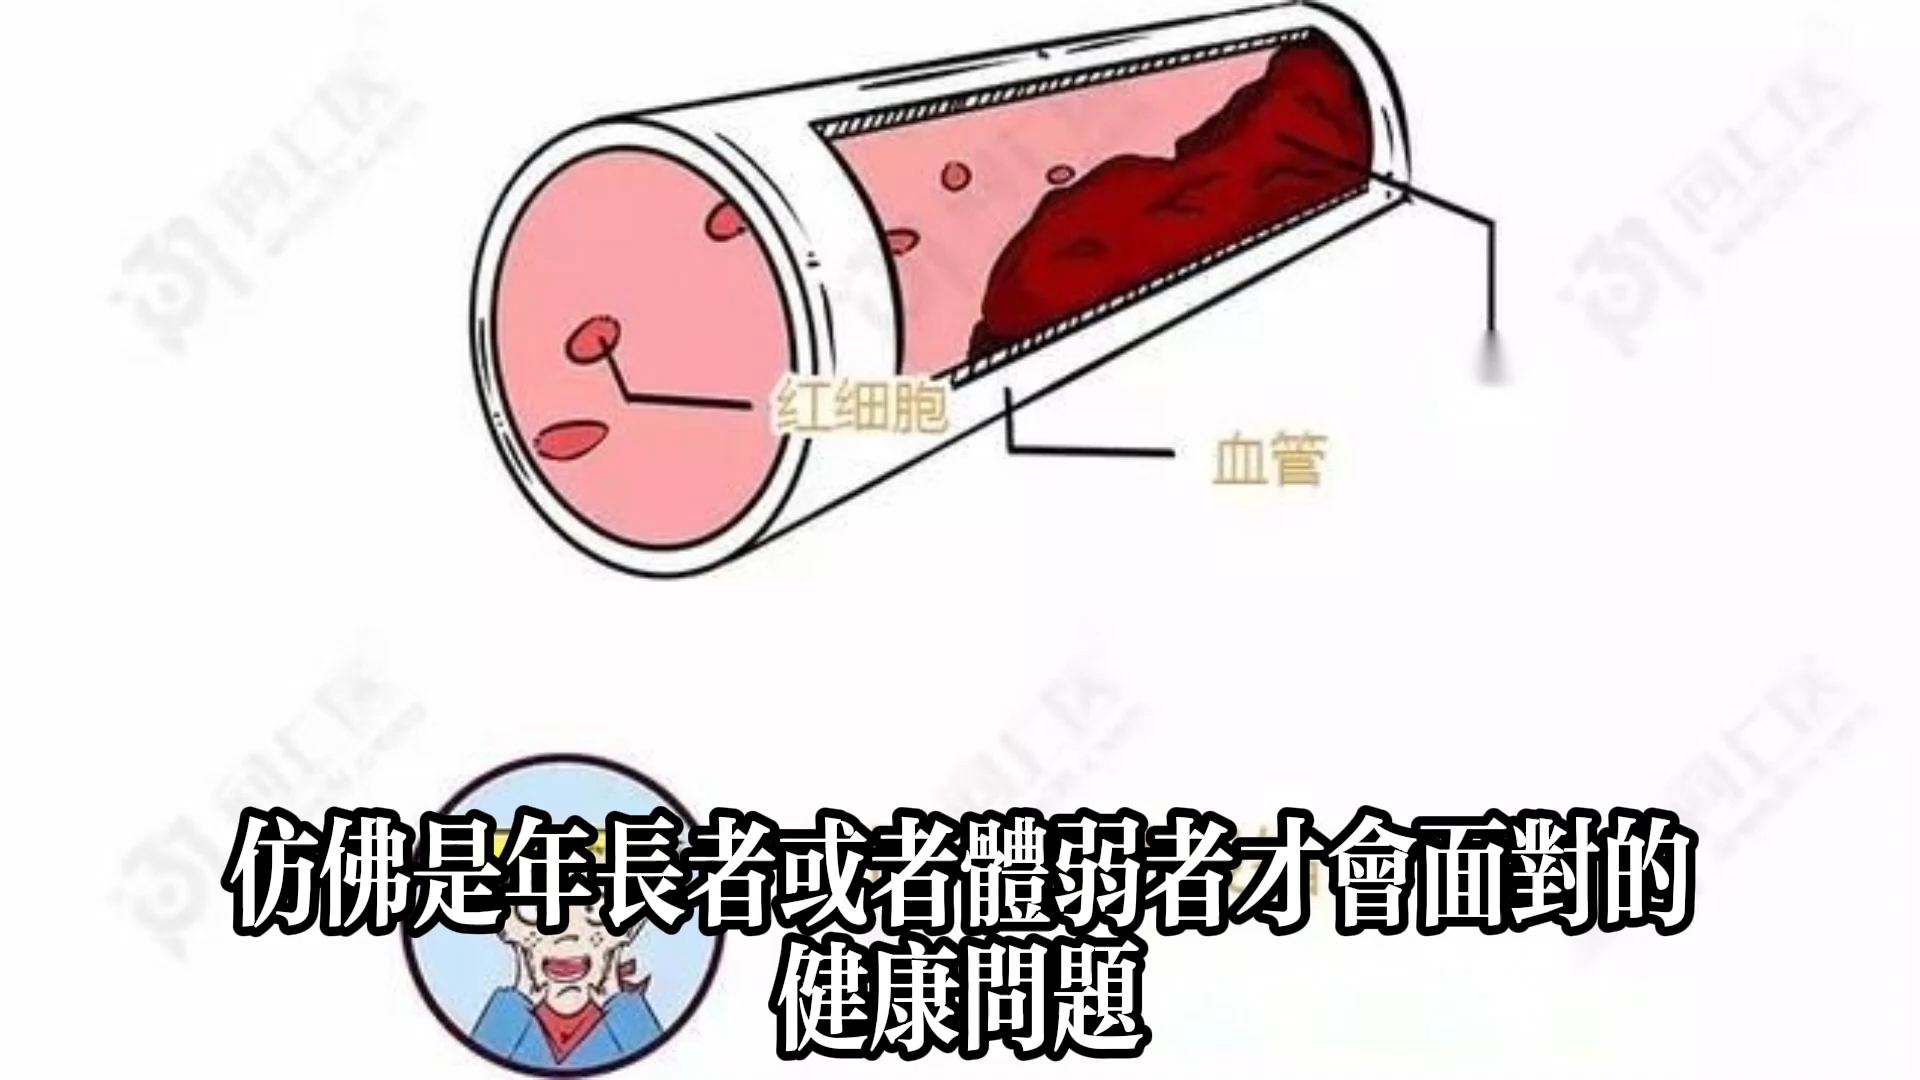 红细胞
血管
仿佛是年長者或者體弱者才會面對的
健康問題